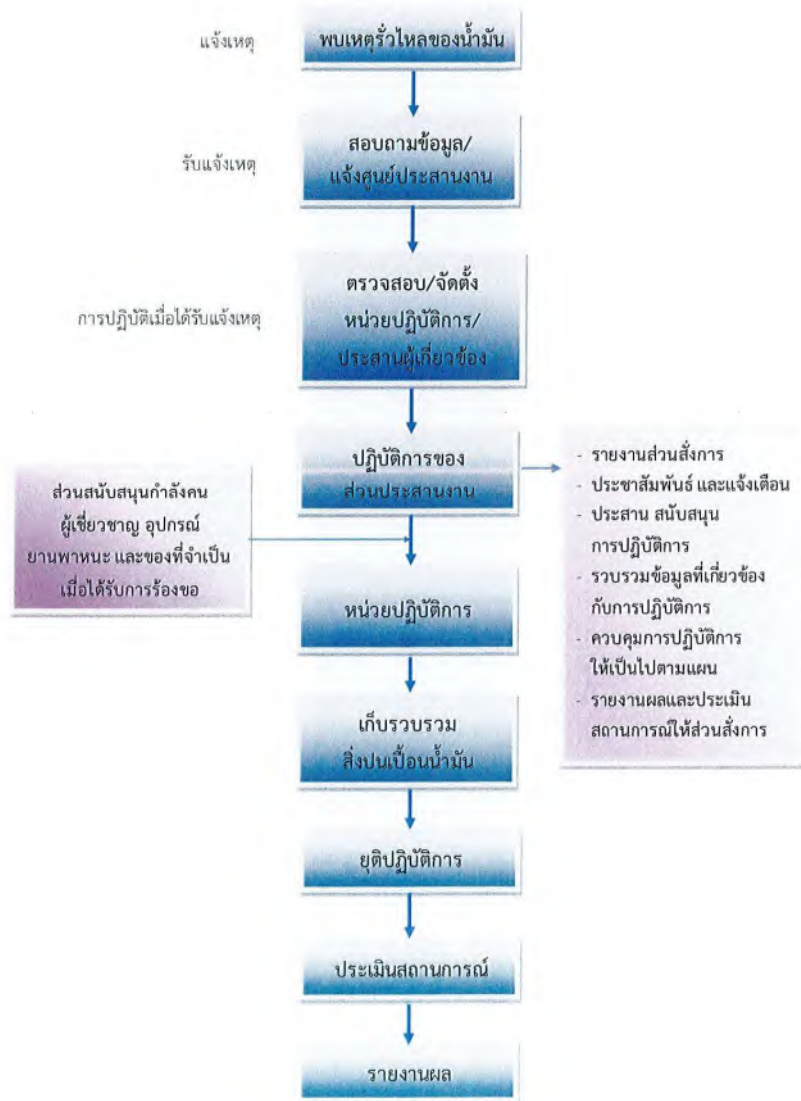 แจ้งเหตุ
พบเหตุรั่วไหลของน้ำมัน
รับแจ้งเหตุ
สอบถามข้อมูล/
แจ้งศูนย์ประสานงาน
การปฏิบัติเมื่อได้รับแจ้งเหตุ
ตรวจสอบ/จัดตั้ง
หน่วยปฏิบัติการ/
ประสานผู้เกี่ยวข้อง
ปฏิบัติการของ
ส่วนประสานงาน
- รายงานส่วนสั่งการ
- ประชาสัมพันธ์ และแจ้งเตือน
- ประสาน สนับสนุน
การปฏิบัติการ
- รวบรวมข้อมูลที่เกี่ยวข้อง
กับการปฏิบัติการ
- ควบคุมการปฏิบัติการ
ให้เป็นไปตามแผน
- รายงานผลและประเมิน
สถานการณ์ให้ส่วนสั่งการ
ส่วนสนับสนุนกำลังคน
ผู้เชี่ยวชาญ อุปกรณ์
ยานพาหนะ และของที่จำเป็น
เมื่อได้รับการร้องขอ
หน่วยปฏิบัติการ
เก็บรวบรวม
สิ่งปนเปื้อนน้ำมัน
ยุติปฏิบัติการ
ประเมินสถานการณ์
รายงานผล